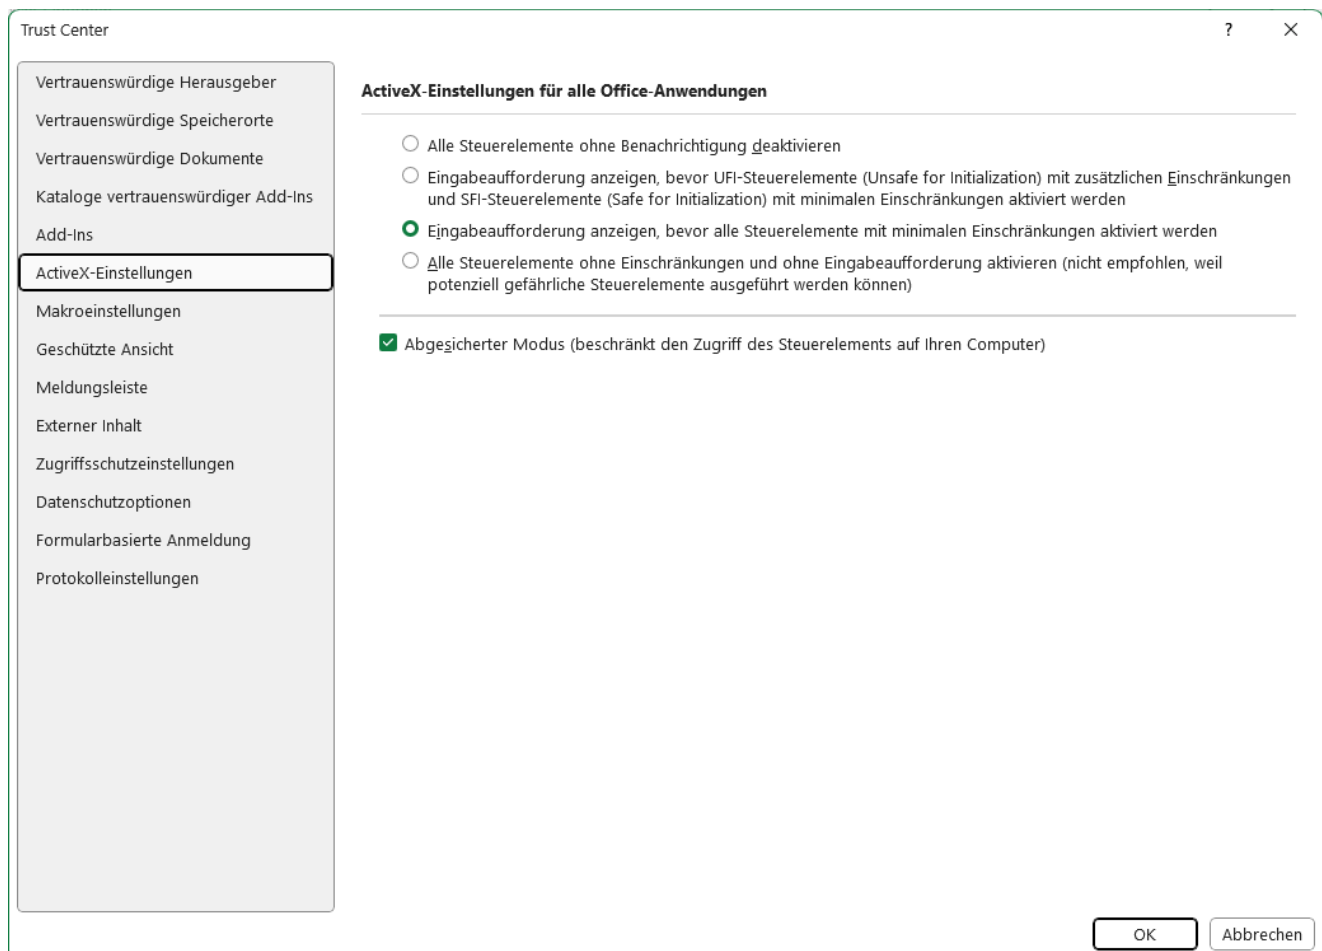 Trust Center
?
Vertrauenswürdige Herausgeber
Vertrauenswürdige Speicherorte
Vertrauenswürdige Dokumente
Kataloge vertrauenswürdiger Add-Ins
Add-Ins
ActiveX-Einstellungen
Makroeinstellungen
Geschützte Ansicht
Meldungsleiste
Externer Inhalt
Zugriffsschutzeinstellungen
Datenschutzoptionen
Formularbasierte Anmeldung
Protokolleinstellungen
ActiveX-Einstellungen für alle Office-Anwendungen
Alle Steuerelemente ohne Benachrichtigung deaktivieren
Eingabeaufforderung anzeigen, bevor UFI-Steuerelemente (Unsafe for Initialization) mit zusätzlichen Einschränkungen
und SFI-Steuerelemente (Safe for Initialization) mit minimalen Einschränkungen aktiviert werden
Eingabeaufforderung anzeigen, bevor alle Steuerelemente mit minimalen Einschränkungen aktiviert werden
Alle Steuerelemente ohne Einschränkungen und ohne Eingabeaufforderung aktivieren (nicht empfohlen, weil
potenziell gefährliche Steuerelemente ausgeführt werden können)
Abgesicherter Modus (beschränkt den Zugriff des Steuerelements auf Ihren Computer)
OK
Abbrechen